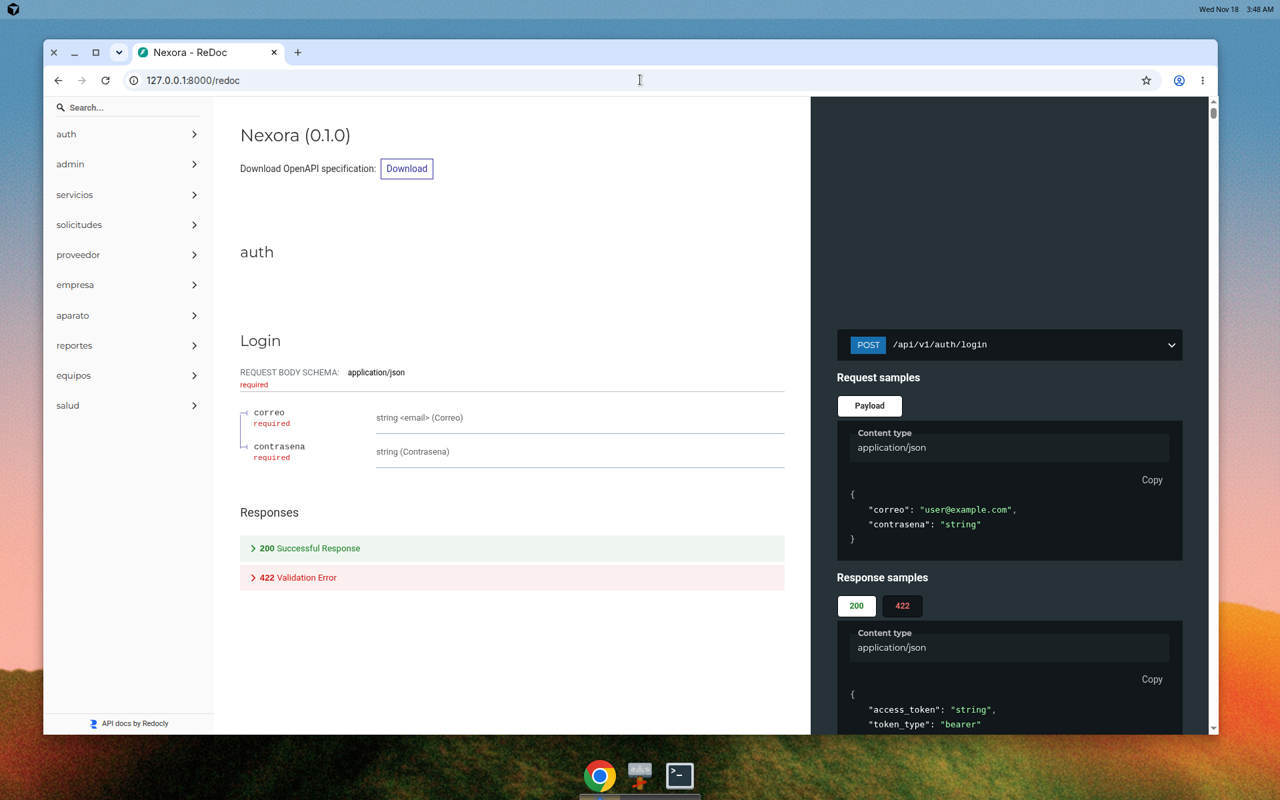 Wed Nov 18 3:48 AM
Nexora - ReDoc
127.0.0.1:8000/redoc
Search...
auth
admin
servicios
solicitudes
proveedor
empresa
aparato
reportes
equipos
salud
API docs by Redocly
Nexora (0.1.0)
Download OpenAPI specification: Download
auth
Login
REQUEST BODY SCHEMA: application/json
required
correo
required
string <email> (Correo)
contrasena
required
string (Contrasena)
Responses
200 Successful Response
422 Validation Error
POST /api/v1/auth/login
Request samples
Payload
Content type
application/json
Copy
{
"correo": "user@example.com",
"contrasena": "string"
}
Response samples
200 422
Content type
application/json
Copy
{
"access_token": "string",
"token_type": "bearer"